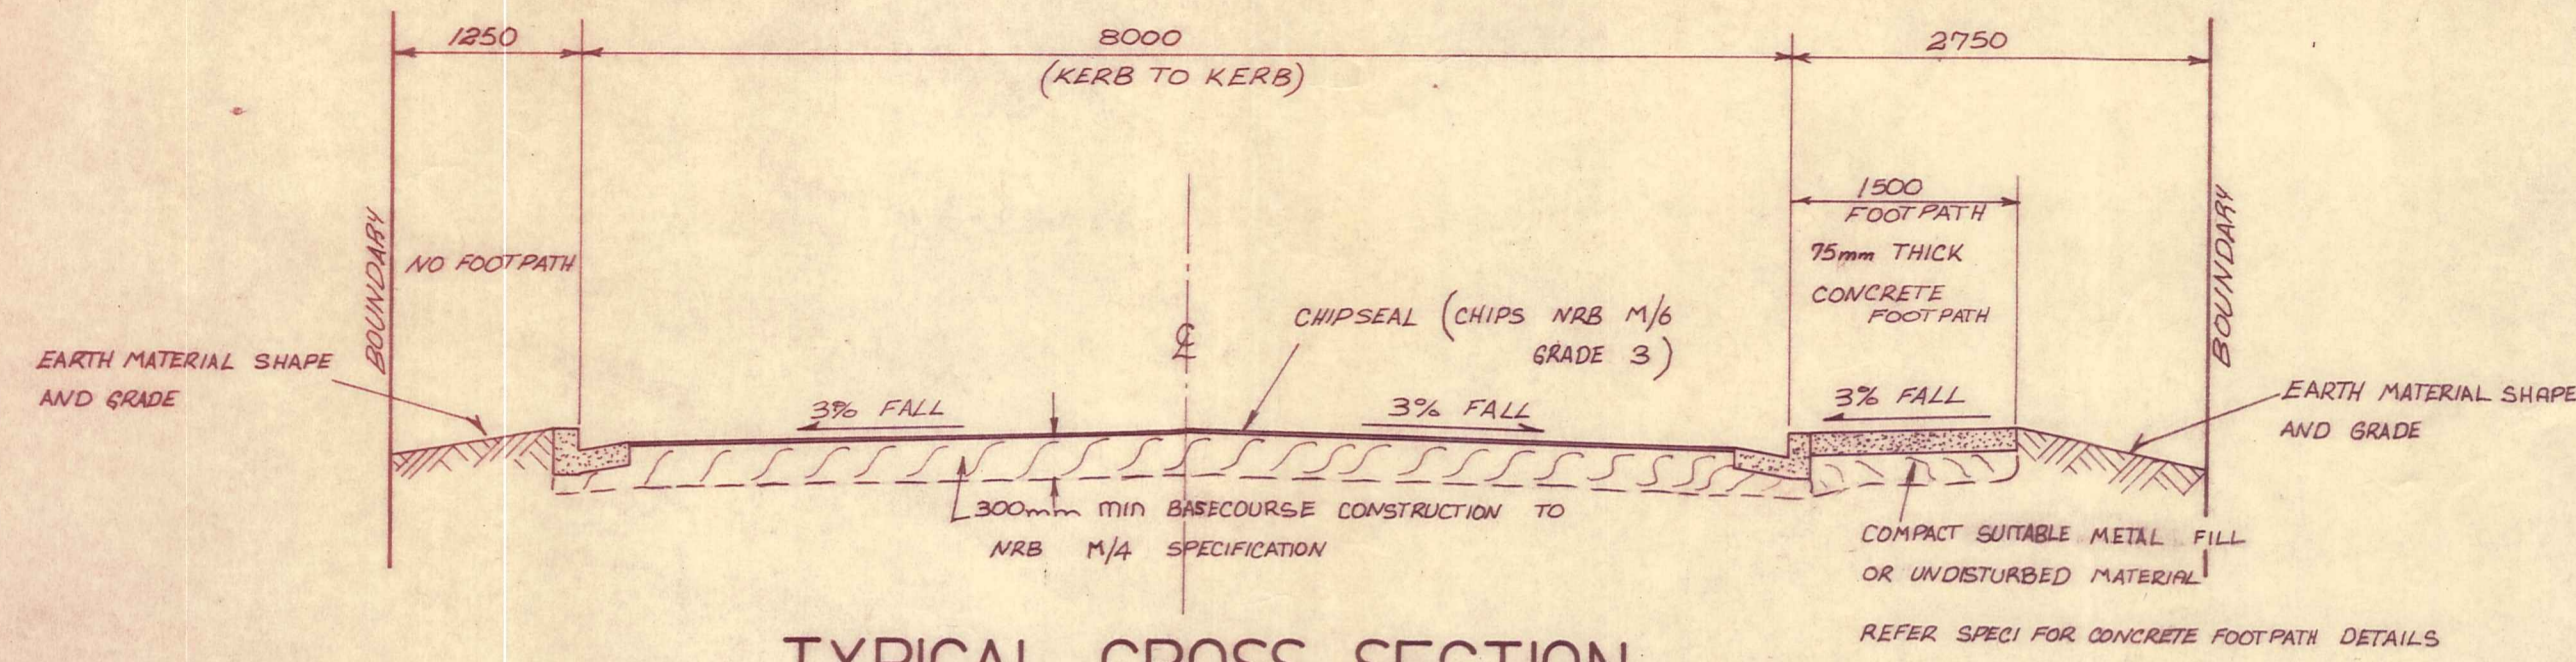 1250
8000
2750
(KERB TO KERB)
1500
FOOTPATH
BOUNDARY
NO FOOTPATH
75mm THICK
CONCRETE
FOOTPATH
BOUNDARY
CHIPSEAL (CHIPS NRB M/6
GRADE 3)
℄
EARTH MATERIAL SHAPE
AND GRADE
3% FALL
3% FALL
3% FALL
EARTH MATERIAL SHAPE
AND GRADE
300mm MIN BASECOURSE CONSTRUCTION TO
NRB M/4 SPECIFICATION
COMPACT SUITABLE METAL FILL
OR UNDISTURBED MATERIAL
REFER SPECI FOR CONCRETE FOOTPATH DETAILS
TYPICAL CROSS SECTION